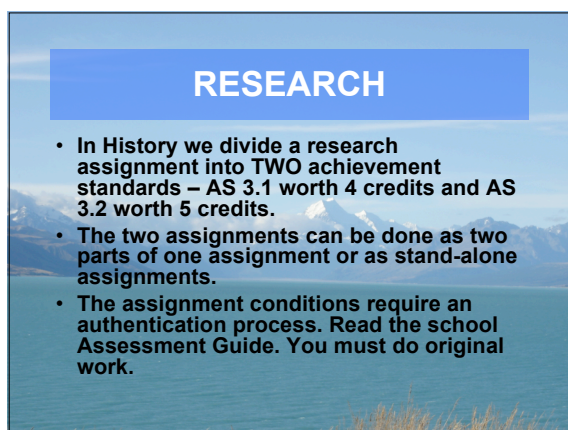 RESEARCH
• In History we divide a research
assignment into TWO achievement
standards – AS 3.1 worth 4 credits and AS
3.2 worth 5 credits.
• The two assignments can be done as two
parts of one assignment or as stand-alone
assignments.
• The assignment conditions require an
authentication process. Read the school
Assessment Guide. You must do original
work.